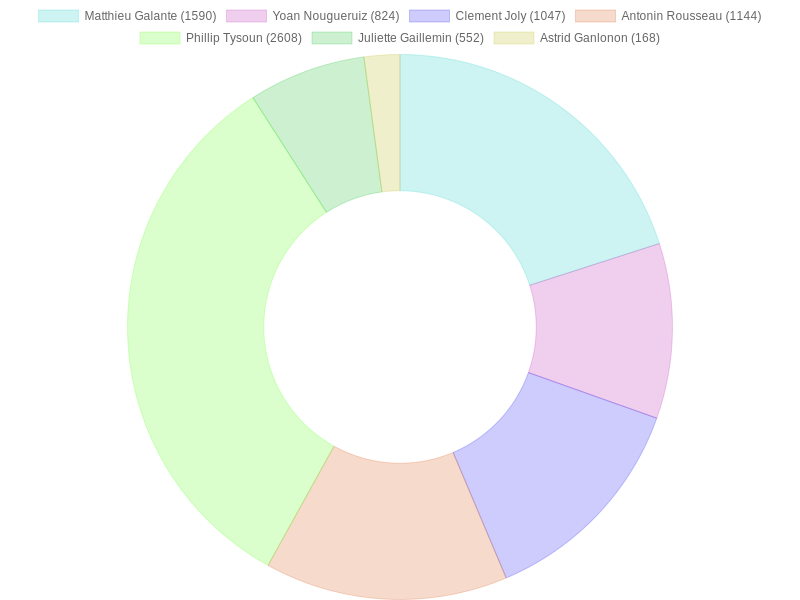 Matthieu Galante (1590) Yoan Nougueruiz (824) Clement Joly (1047) Antonin Rousseau (1144)
Phillip Tysoun (2608) Juliette Gaillemin (552) Astrid Ganlonon (168)